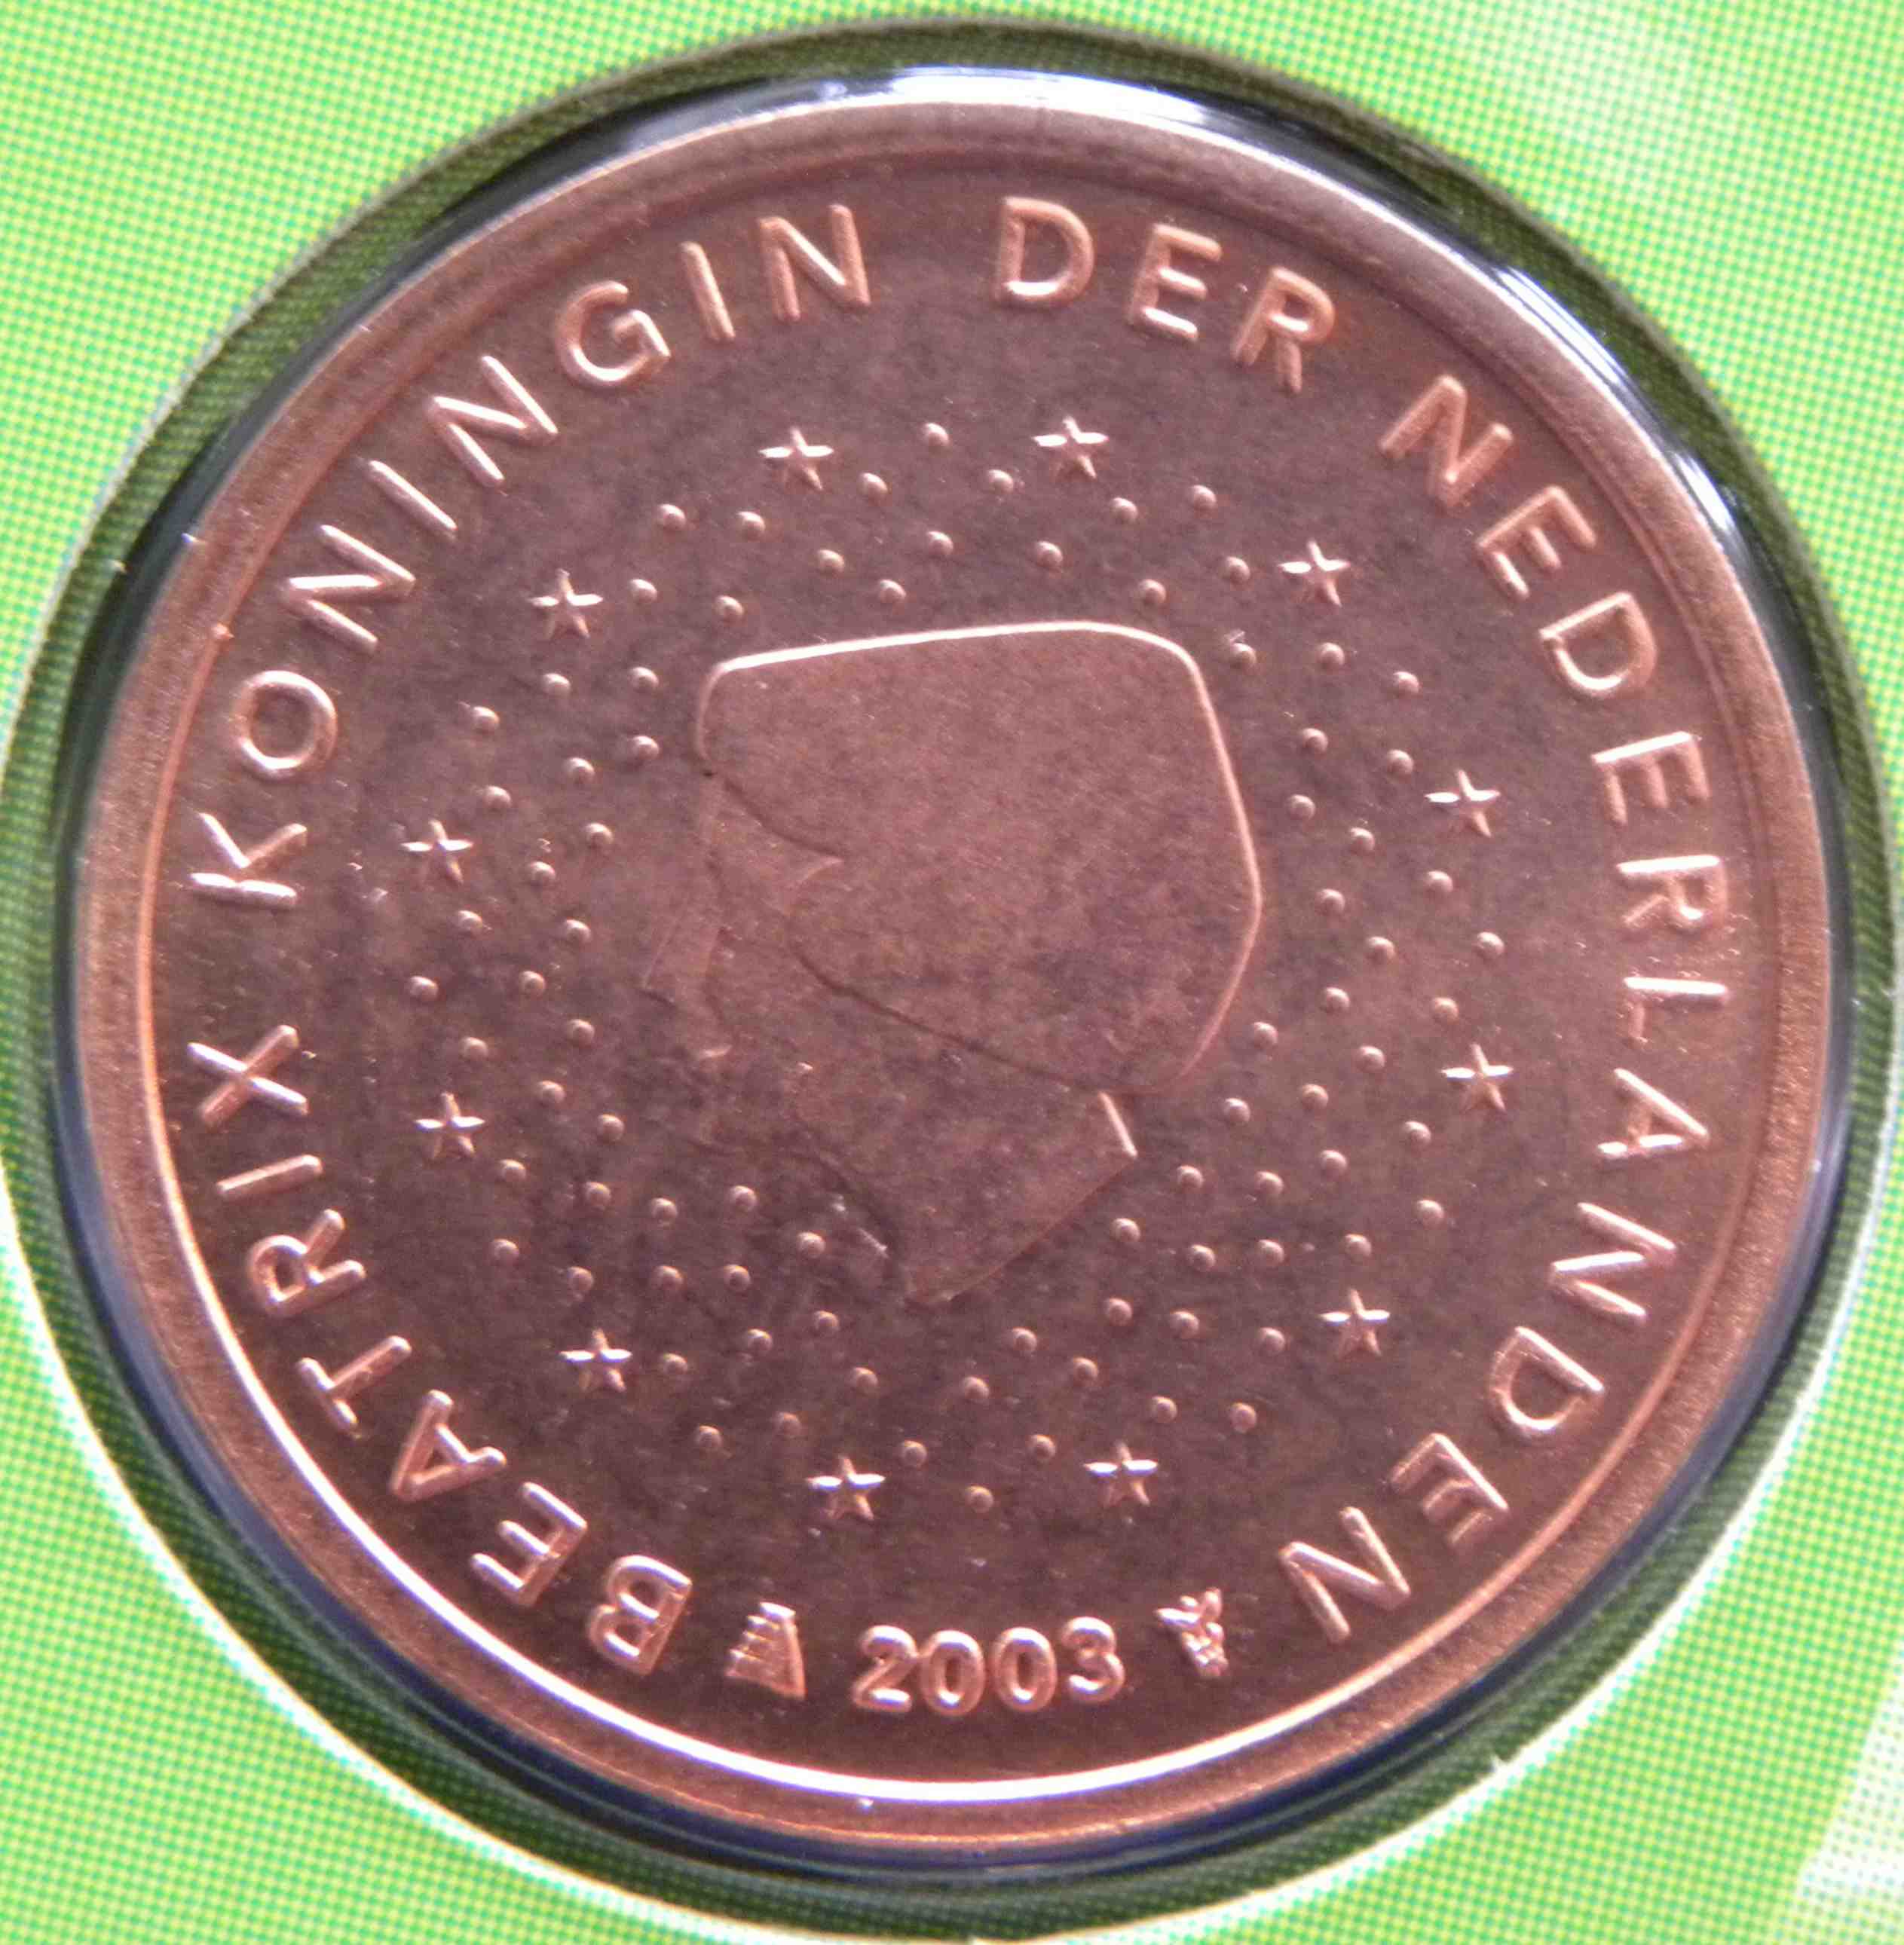 BEATRIX KONINGIN DER NEDERLANDEN
2003